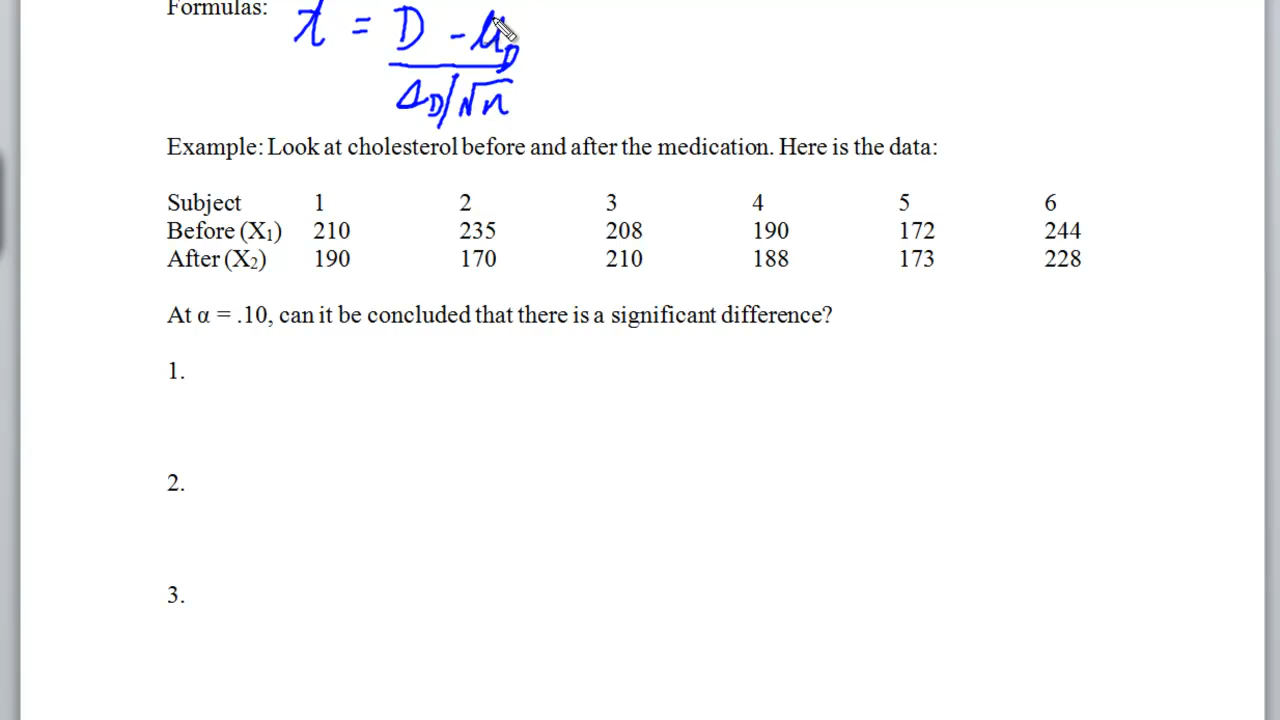 Formulas: t = D - μD
sD/√n
Example: Look at cholesterol before and after the medication. Here is the data:
Subject 1 2 3 4 5 6
Before (X₁) 210 235 208 190 172 244
After (X₂) 190 170 210 188 173 228
At α = .10, can it be concluded that there is a significant difference?
1.
2.
3.